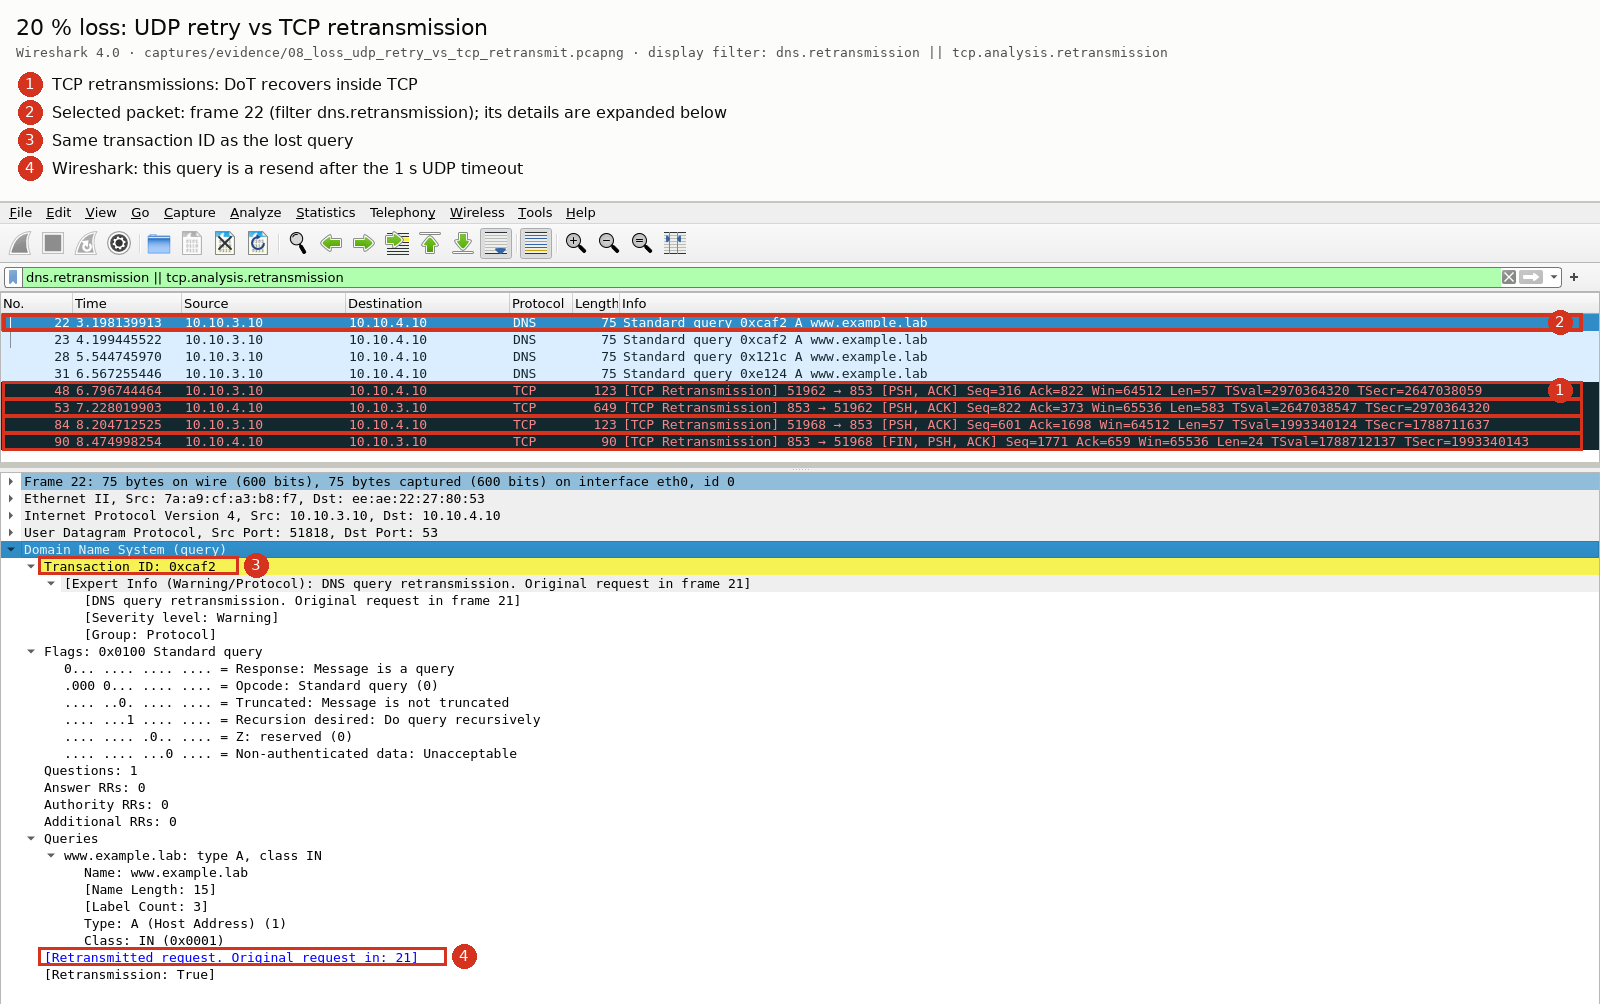 20 % loss: UDP retry vs TCP retransmission
Wireshark 4.0 · captures/evidence/08_loss_udp_retry_vs_tcp_retransmit.pcapng · display filter: dns.retransmission || tcp.analysis.retransmission
1 TCP retransmissions: DoT recovers inside TCP
2 Selected packet: frame 22 (filter dns.retransmission); its details are expanded below
3 Same transaction ID as the lost query
4 Wireshark: this query is a resend after the 1 s UDP timeout
File Edit View Go Capture Analyze Statistics Telephony Wireless Tools Help
dns.retransmission || tcp.analysis.retransmission +
No. Time Source Destination Protocol Length Info
22 3.198139913 10.10.3.10 10.10.4.10 DNS 75 Standard query 0xcaf2 A www.example.lab 2
23 4.199445522 10.10.3.10 10.10.4.10 DNS 75 Standard query 0xcaf2 A www.example.lab
28 5.544745970 10.10.3.10 10.10.4.10 DNS 75 Standard query 0x121c A www.example.lab
31 6.567255446 10.10.3.10 10.10.4.10 DNS 75 Standard query 0xe124 A www.example.lab
48 6.796744464 10.10.3.10 10.10.4.10 TCP 123 [TCP Retransmission] 51962 → 853 [PSH, ACK] Seq=316 Ack=822 Win=64512 Len=57 TSval=2970364320 TSecr=2647038059 1
53 7.228019903 10.10.4.10 10.10.3.10 TCP 649 [TCP Retransmission] 853 → 51962 [PSH, ACK] Seq=822 Ack=373 Win=65536 Len=583 TSval=2647038547 TSecr=2970364320
84 8.204712525 10.10.3.10 10.10.4.10 TCP 123 [TCP Retransmission] 51968 → 853 [PSH, ACK] Seq=601 Ack=1698 Win=64512 Len=57 TSval=1993340124 TSecr=1788711637
90 8.474998254 10.10.4.10 10.10.3.10 TCP 90 [TCP Retransmission] 853 → 51968 [FIN, PSH, ACK] Seq=1771 Ack=659 Win=65536 Len=24 TSval=1788712137 TSecr=1993340143
Frame 22: 75 bytes on wire (600 bits), 75 bytes captured (600 bits) on interface eth0, id 0
Ethernet II, Src: 7a:a9:cf:a3:b8:f7, Dst: ee:ae:22:27:80:53
Internet Protocol Version 4, Src: 10.10.3.10, Dst: 10.10.4.10
User Datagram Protocol, Src Port: 51818, Dst Port: 53
Domain Name System (query)
Transaction ID: 0xcaf2 3
[Expert Info (Warning/Protocol): DNS query retransmission. Original request in frame 21]
[DNS query retransmission. Original request in frame 21]
[Severity level: Warning]
[Group: Protocol]
Flags: 0x0100 Standard query
0... .... .... .... = Response: Message is a query
.000 0... .... .... = Opcode: Standard query (0)
.... ..0. .... .... = Truncated: Message is not truncated
.... ...1 .... .... = Recursion desired: Do query recursively
.... .... .0.. .... = Z: reserved (0)
.... .... ...0 .... = Non-authenticated data: Unacceptable
Questions: 1
Answer RRs: 0
Authority RRs: 0
Additional RRs: 0
Queries
www.example.lab: type A, class IN
Name: www.example.lab
[Name Length: 15]
[Label Count: 3]
Type: A (Host Address) (1)
Class: IN (0x0001)
[Retransmitted request. Original request in: 21] 4
[Retransmission: True]